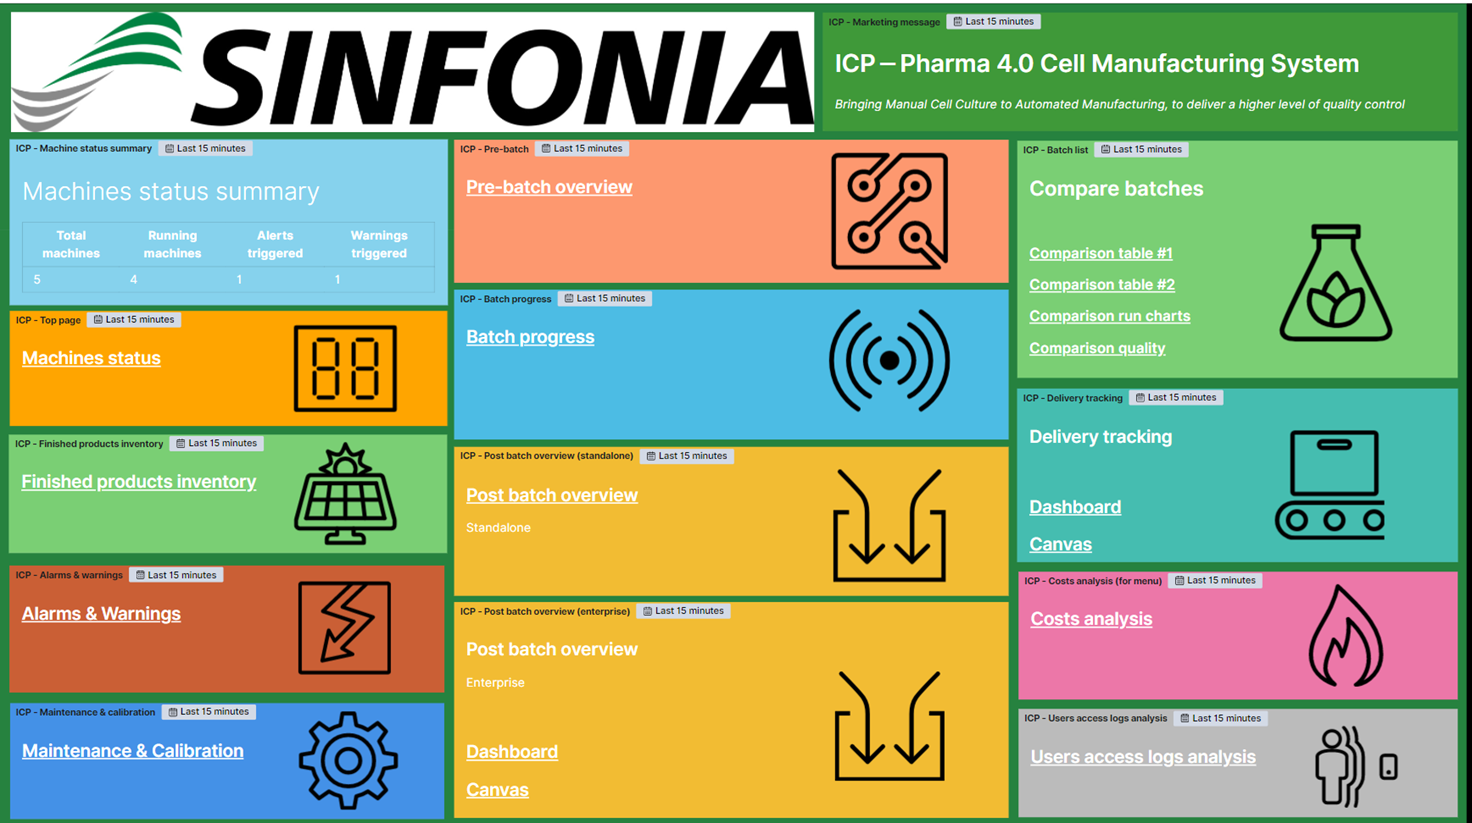 SINFONIA
ICP - Marketing message Last 15 minutes
ICP – Pharma 4.0 Cell Manufacturing System
Bringing Manual Cell Culture to Automated Manufacturing, to deliver a higher level of quality control
ICP - Machine status summary Last 15 minutes
Machines status summary
Total machines Running machines Alerts triggered Warnings triggered
5 4 1 1
ICP - Top page Last 15 minutes
Machines status
88
ICP - Finished products inventory Last 15 minutes
Finished products inventory
ICP - Alarms & warnings Last 15 minutes
Alarms & Warnings
ICP - Maintenance & calibration Last 15 minutes
Maintenance & Calibration
ICP - Pre-batch Last 15 minutes
Pre-batch overview
ICP - Batch progress Last 15 minutes
Batch progress
ICP - Post batch overview (standalone) Last 15 minutes
Post batch overview
Standalone
ICP - Post batch overview (enterprise) Last 15 minutes
Post batch overview
Enterprise
Dashboard
Canvas
ICP - Batch list Last 15 minutes
Compare batches
Comparison table #1
Comparison table #2
Comparison run charts
Comparison quality
ICP - Delivery tracking Last 15 minutes
Delivery tracking
Dashboard
Canvas
ICP - Costs analysis (for menu) Last 15 minutes
Costs analysis
ICP - Users access logs analysis Last 15 minutes
Users access logs analysis